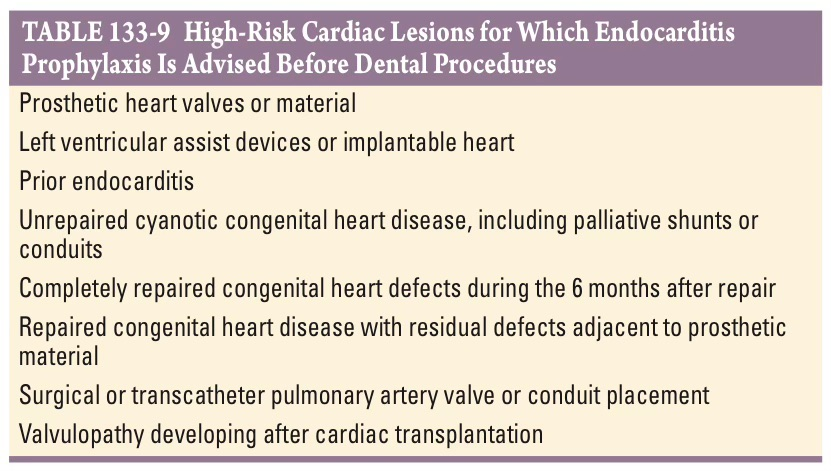 TABLE 133-9 High-Risk Cardiac Lesions for Which Endocarditis
Prophylaxis Is Advised Before Dental Procedures
Prosthetic heart valves or material
Left ventricular assist devices or implantable heart
Prior endocarditis
Unrepaired cyanotic congenital heart disease, including palliative shunts or
conduits
Completely repaired congenital heart defects during the 6 months after repair
Repaired congenital heart disease with residual defects adjacent to prosthetic
material
Surgical or transcatheter pulmonary artery valve or conduit placement
Valvulopathy developing after cardiac transplantation